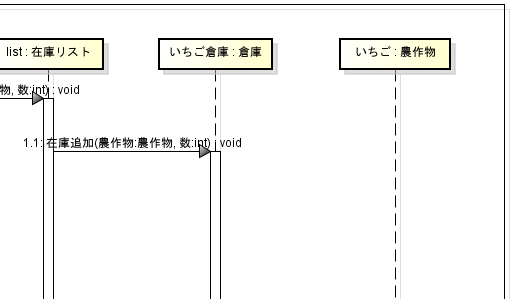 list : 在庫リスト
いちご倉庫 : 倉庫
いちご : 農作物
物, 数:int) : void
1.1: 在庫追加(農作物:農作物, 数:int) : void